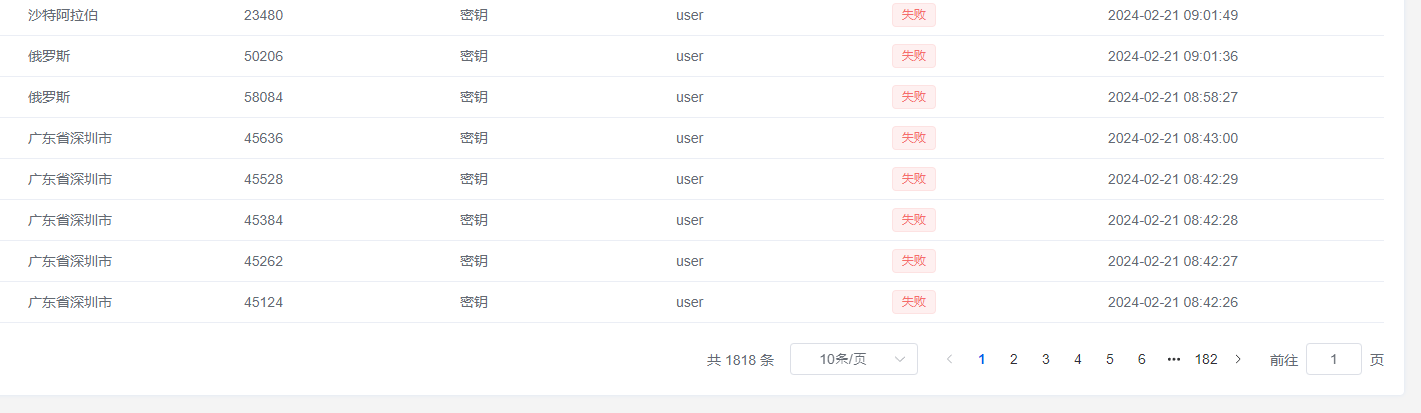 沙特阿拉伯 23480 密钥 user 失败 2024-02-21 09:01:49
俄罗斯 50206 密钥 user 失败 2024-02-21 09:01:36
俄罗斯 58084 密钥 user 失败 2024-02-21 08:58:27
广东省深圳市 45636 密钥 user 失败 2024-02-21 08:43:00
广东省深圳市 45528 密钥 user 失败 2024-02-21 08:42:29
广东省深圳市 45384 密钥 user 失败 2024-02-21 08:42:28
广东省深圳市 45262 密钥 user 失败 2024-02-21 08:42:27
广东省深圳市 45124 密钥 user 失败 2024-02-21 08:42:26
共 1818 条 10条/页 1 2 3 4 5 6 ••• 182 前往 1 页